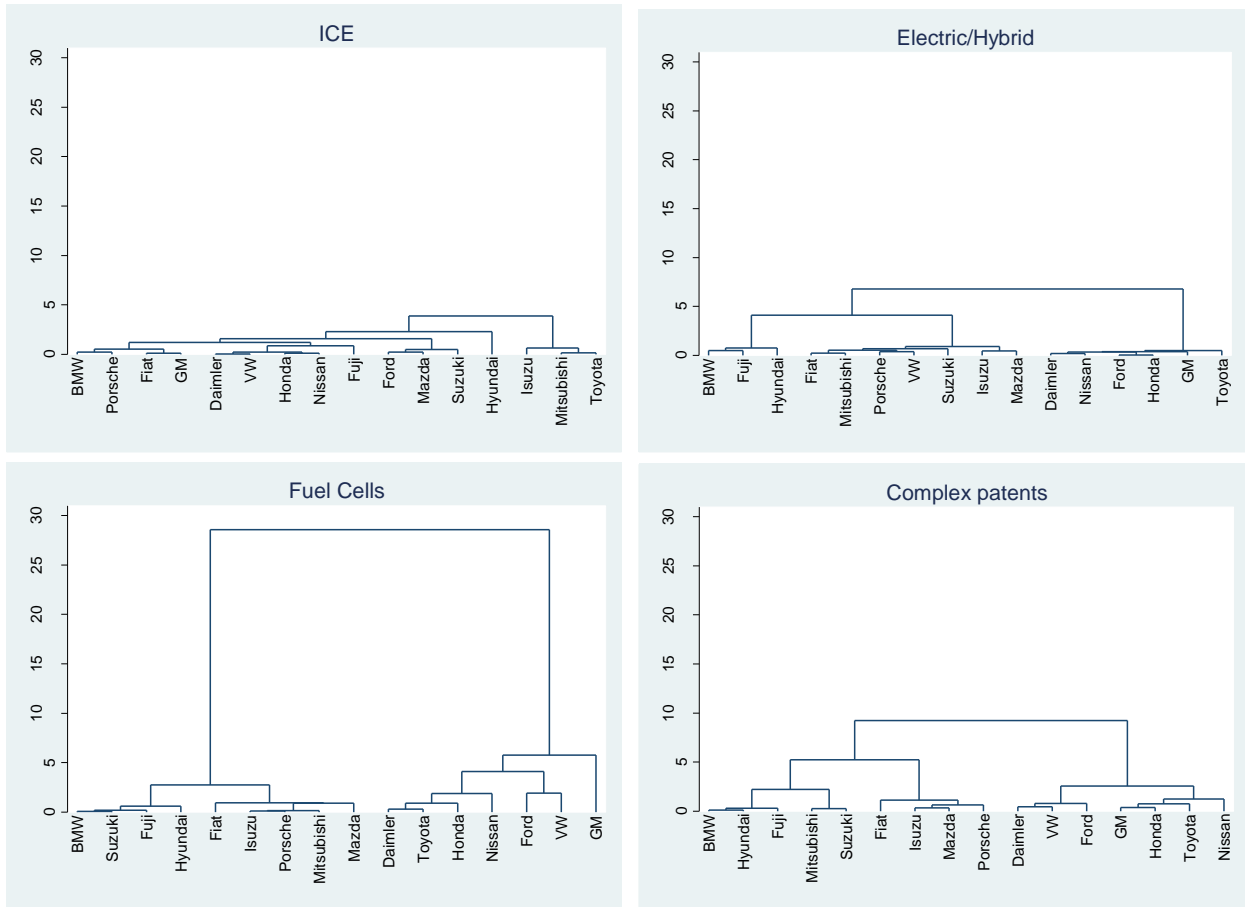 ICE
30
25
20
15
10
5
0
BMW
Porsche
Fiat
GM
Daimler
VW
Honda
Nissan
Fuji
Ford
Mazda
Suzuki
Hyundai
Isuzu
Mitsubishi
Toyota
Electric/Hybrid
30
25
20
15
10
5
0
BMW
Fuji
Hyundai
Fiat
Mitsubishi
Porsche
VW
Suzuki
Isuzu
Mazda
Daimler
Nissan
Ford
Honda
GM
Toyota
Fuel Cells
30
25
20
15
10
5
0
BMW
Suzuki
Fuji
Hyundai
Fiat
Isuzu
Porsche
Mitsubishi
Mazda
Daimler
Toyota
Honda
Nissan
Ford
VW
GM
Complex patents
30
25
20
15
10
5
0
BMW
Hyundai
Fuji
Mitsubishi
Suzuki
Fiat
Isuzu
Mazda
Porsche
Daimler
VW
Ford
GM
Honda
Toyota
Nissan